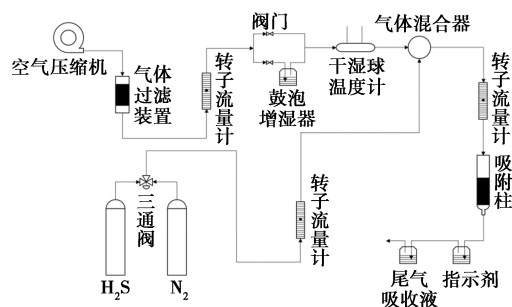 空气压缩机
气体
过滤
装置
转子流量计
阀门
鼓泡
增湿器
干湿球
温度计
气体混合器
转子流量计
吸附柱
三通阀
转子流量计
H₂S
N₂
尾气
吸收液
指示剂